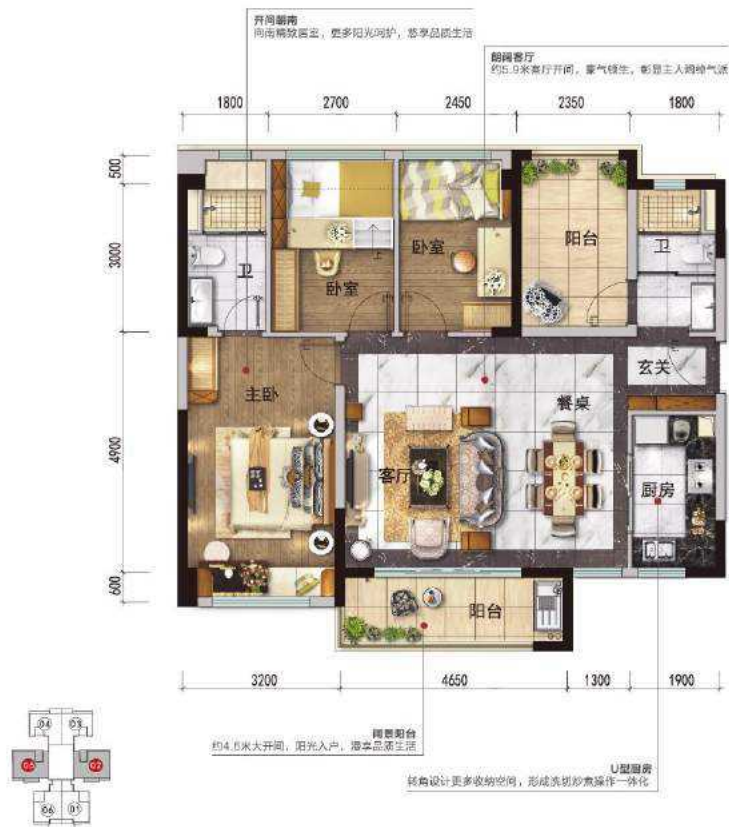 开间朝南
向南精致居室，更多阳光呵护，尊享品质生活
朗阔客厅
约5.9米客厅开间，豪气顿生，彰显主人阔绰气派
1800
2700
2450
2350
1800
500
3000
4900
600
卫
卧室
卧室
阳台
卫
主卧
玄关
餐桌
客厅
厨房
阳台
上
3200
4650
1300
1900
阔景阳台
约4.6米大开间，阳光入户，漫享品质生活
U型厨房
转角设计更多收纳空间，形成洗切炒煮操作一体化
04
03
05
02
06
01